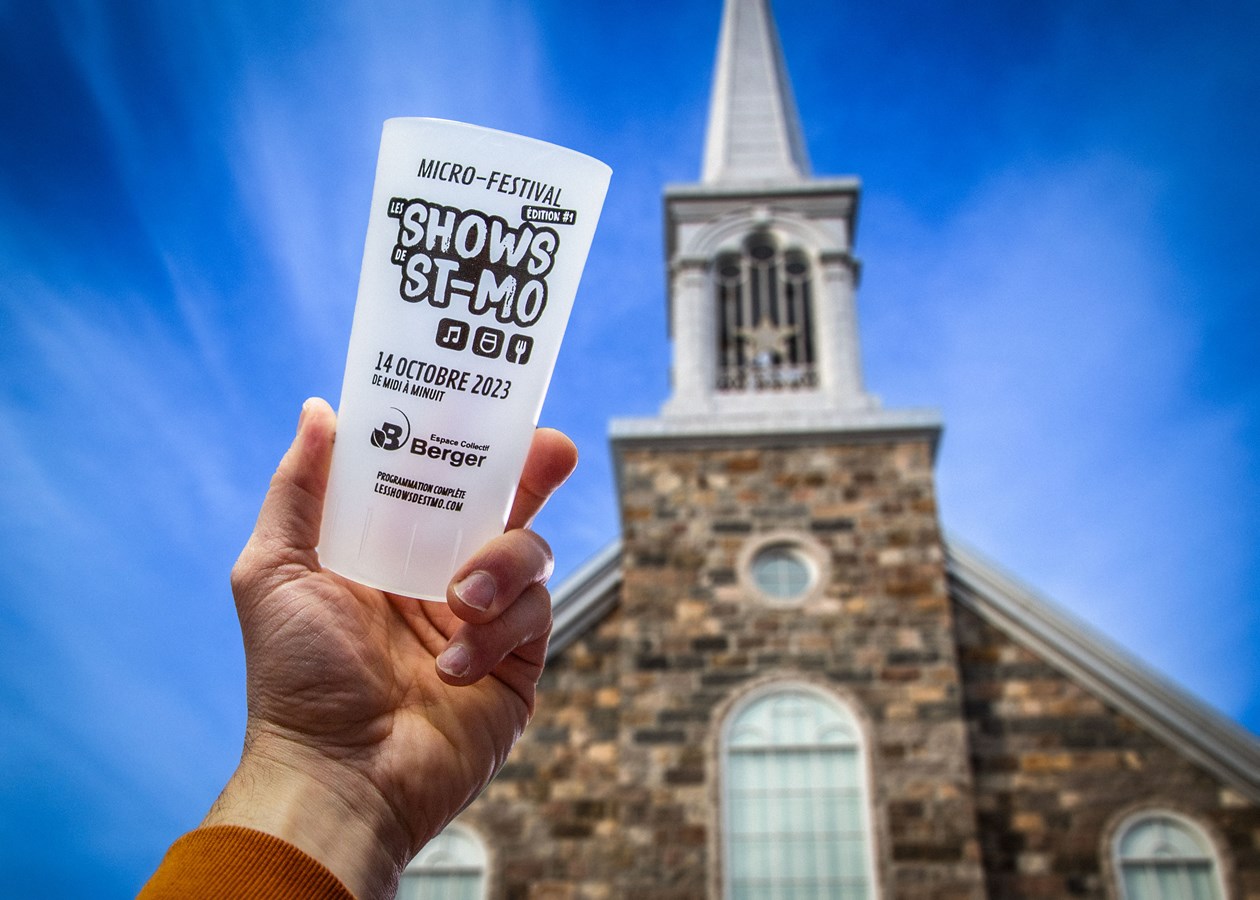 MICRO-FESTIVAL
ÉDITION #1
LES SHOWS
DE ST-MO
14 OCTOBRE 2023
DE MIDI À MINUIT
B
Espace Collectif
Berger
PROGRAMMATION COMPLÈTE
LESSHOWSDESTMO.COM